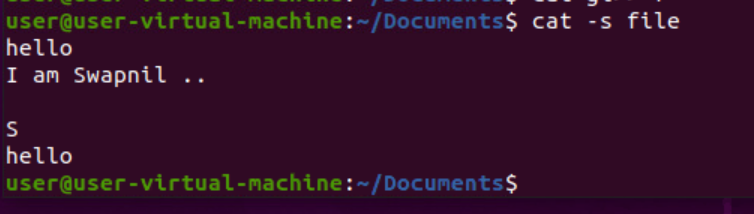 user@user-virtual-machine:~/Documents$ cat -s file
hello
I am Swapnil ..

S
hello
user@user-virtual-machine:~/Documents$